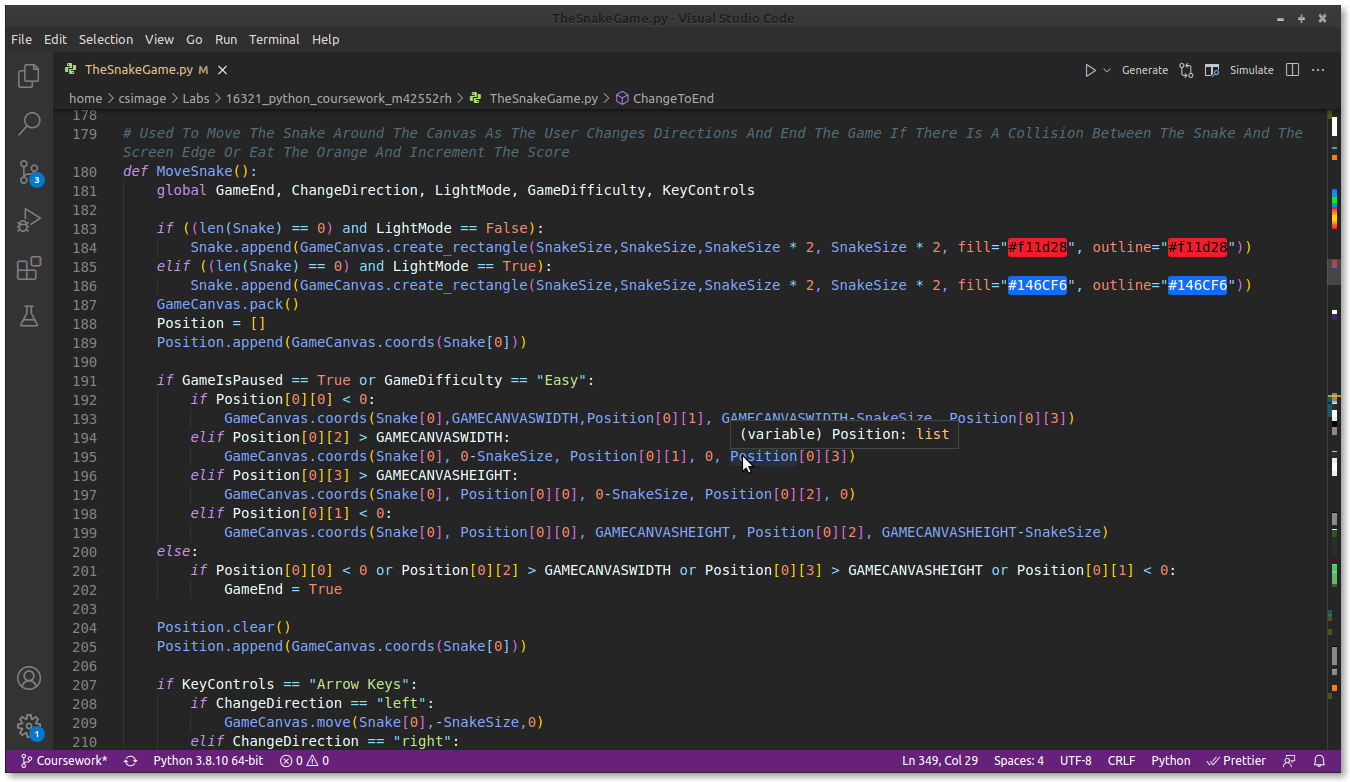 TheSnakeGame.py - Visual Studio Code
File Edit Selection View Go Run Terminal Help
TheSnakeGame.py M
Generate Simulate
home > csimage > Labs > 16321_python_coursework_m42552rh > TheSnakeGame.py > ChangeToEnd
178
179 # Used To Move The Snake Around The Canvas As The User Changes Directions And End The Game If There Is A Collision Between The Snake And The
Screen Edge Or Eat The Orange And Increment The Score
180 def MoveSnake():
181     global GameEnd, ChangeDirection, LightMode, GameDifficulty, KeyControls
182
183     if ((len(Snake) == 0) and LightMode == False):
184         Snake.append(GameCanvas.create_rectangle(SnakeSize,SnakeSize,SnakeSize * 2, SnakeSize * 2, fill="#f11d28", outline="#f11d28"))
185     elif ((len(Snake) == 0) and LightMode == True):
186         Snake.append(GameCanvas.create_rectangle(SnakeSize,SnakeSize,SnakeSize * 2, SnakeSize * 2, fill="#146CF6", outline="#146CF6"))
187     GameCanvas.pack()
188     Position = []
189     Position.append(GameCanvas.coords(Snake[0]))
190
191     if GameIsPaused == True or GameDifficulty == "Easy":
192         if Position[0][0] < 0:
193             GameCanvas.coords(Snake[0],GAMECANVASWIDTH,Position[0][1], GAMECANVASWIDTH-SnakeSize, Position[0][3])
194         elif Position[0][2] > GAMECANVASWIDTH:
(variable) Position: list
195             GameCanvas.coords(Snake[0], 0-SnakeSize, Position[0][1], 0, Position[0][3])
196         elif Position[0][3] > GAMECANVASHEIGHT:
197             GameCanvas.coords(Snake[0], Position[0][0], 0-SnakeSize, Position[0][2], 0)
198         elif Position[0][1] < 0:
199             GameCanvas.coords(Snake[0], Position[0][0], GAMECANVASHEIGHT, Position[0][2], GAMECANVASHEIGHT-SnakeSize)
200     else:
201         if Position[0][0] < 0 or Position[0][2] > GAMECANVASWIDTH or Position[0][3] > GAMECANVASHEIGHT or Position[0][1] < 0:
202             GameEnd = True
203
204     Position.clear()
205     Position.append(GameCanvas.coords(Snake[0]))
206
207     if KeyControls == "Arrow Keys":
208         if ChangeDirection == "left":
209             GameCanvas.move(Snake[0],-SnakeSize,0)
210         elif ChangeDirection == "right":
3
1
Coursework* Python 3.8.10 64-bit 0 0 Ln 349, Col 29 Spaces: 4 UTF-8 CRLF Python Prettier